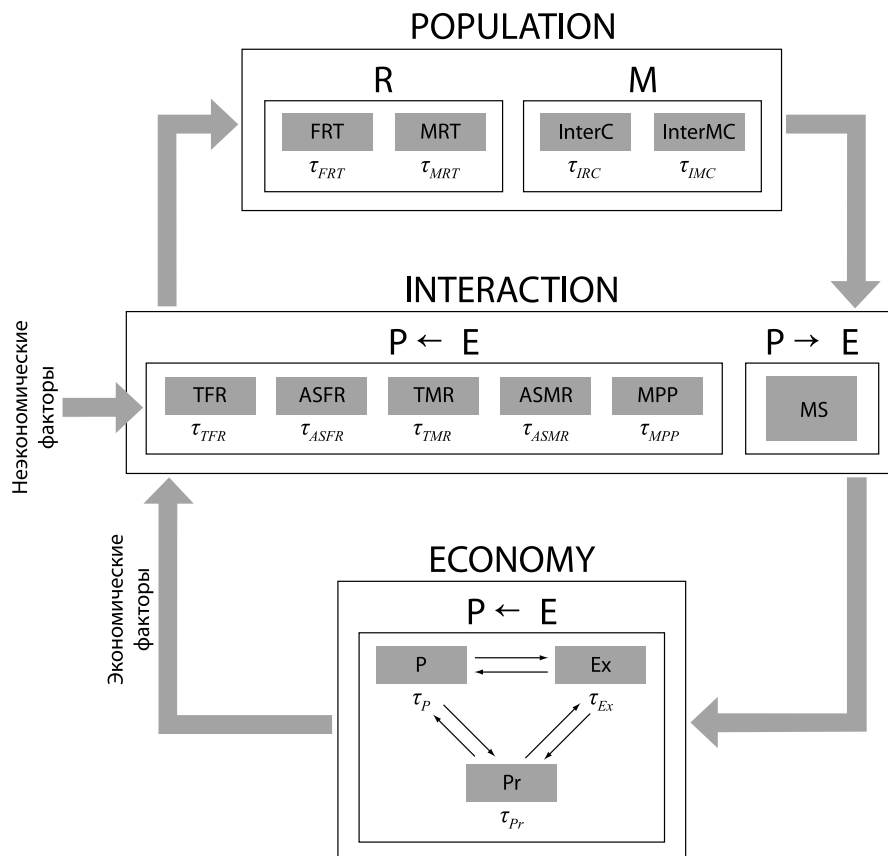 POPULATION
R M
FRT MRT InterC InterMC
τFRT τMRT τIRC τIMC
INTERACTION
P ← E P → E
TFR ASFR TMR ASMR MPP MS
τTFR τASFR τTMR τASMR τMPP
Неэкономические
факторы
Экономические
факторы
ECONOMY
P ← E
P Ex
τP τEx
Pr
τPr